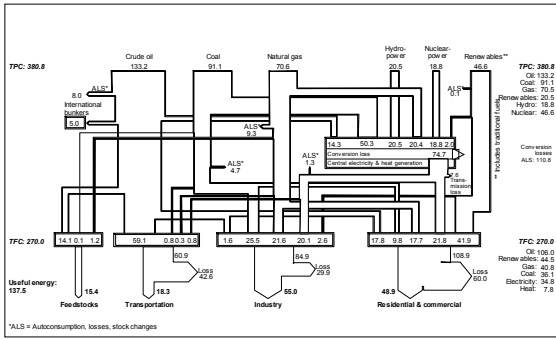 Crude oil
133.2
Coal
91.1
Natural gas
70.6
Hydro-
power
20.5
Nuclear-
power
18.8
Renewables**
46.6
TPC: 380.8
TPC: 380.8
Oil: 133.2
Coal: 91.1
Gas: 70.5
Renewables: 20.5
Hydro: 18.8
Nuclear: 46.6
ALS*
8.0
International
bunkers
5.0
ALS*
9.3
ALS*
4.7
ALS*
1.3
ALS*
0.1
14.3 50.3 20.5 20.4 18.8 2.0
Conversion loss
74.7
Central electricity & heat generation
7.6
Trans-
mission
loss
** Includes traditional fuels
Conversion
losses
ALS: 110.8
TFC: 270.0
14.1 0.1 1.2
59.1 0.8 0.3 0.8
1.6 25.5 21.6 20.1 2.6
17.8 9.8 17.7 21.8 41.9
TFC: 270.0
Oil: 106.0
Renewables: 44.5
Gas: 40.8
Coal: 36.1
Electricity: 34.8
Heat: 7.8
60.9
Loss
42.6
84.9
Loss
29.9
108.9
Loss
60.0
Useful energy:
137.5
15.4
18.3
55.0
48.9
Feedstocks
Transportation
Industry
Residential & commercial
*ALS = Autoconsumption, losses, stock changes